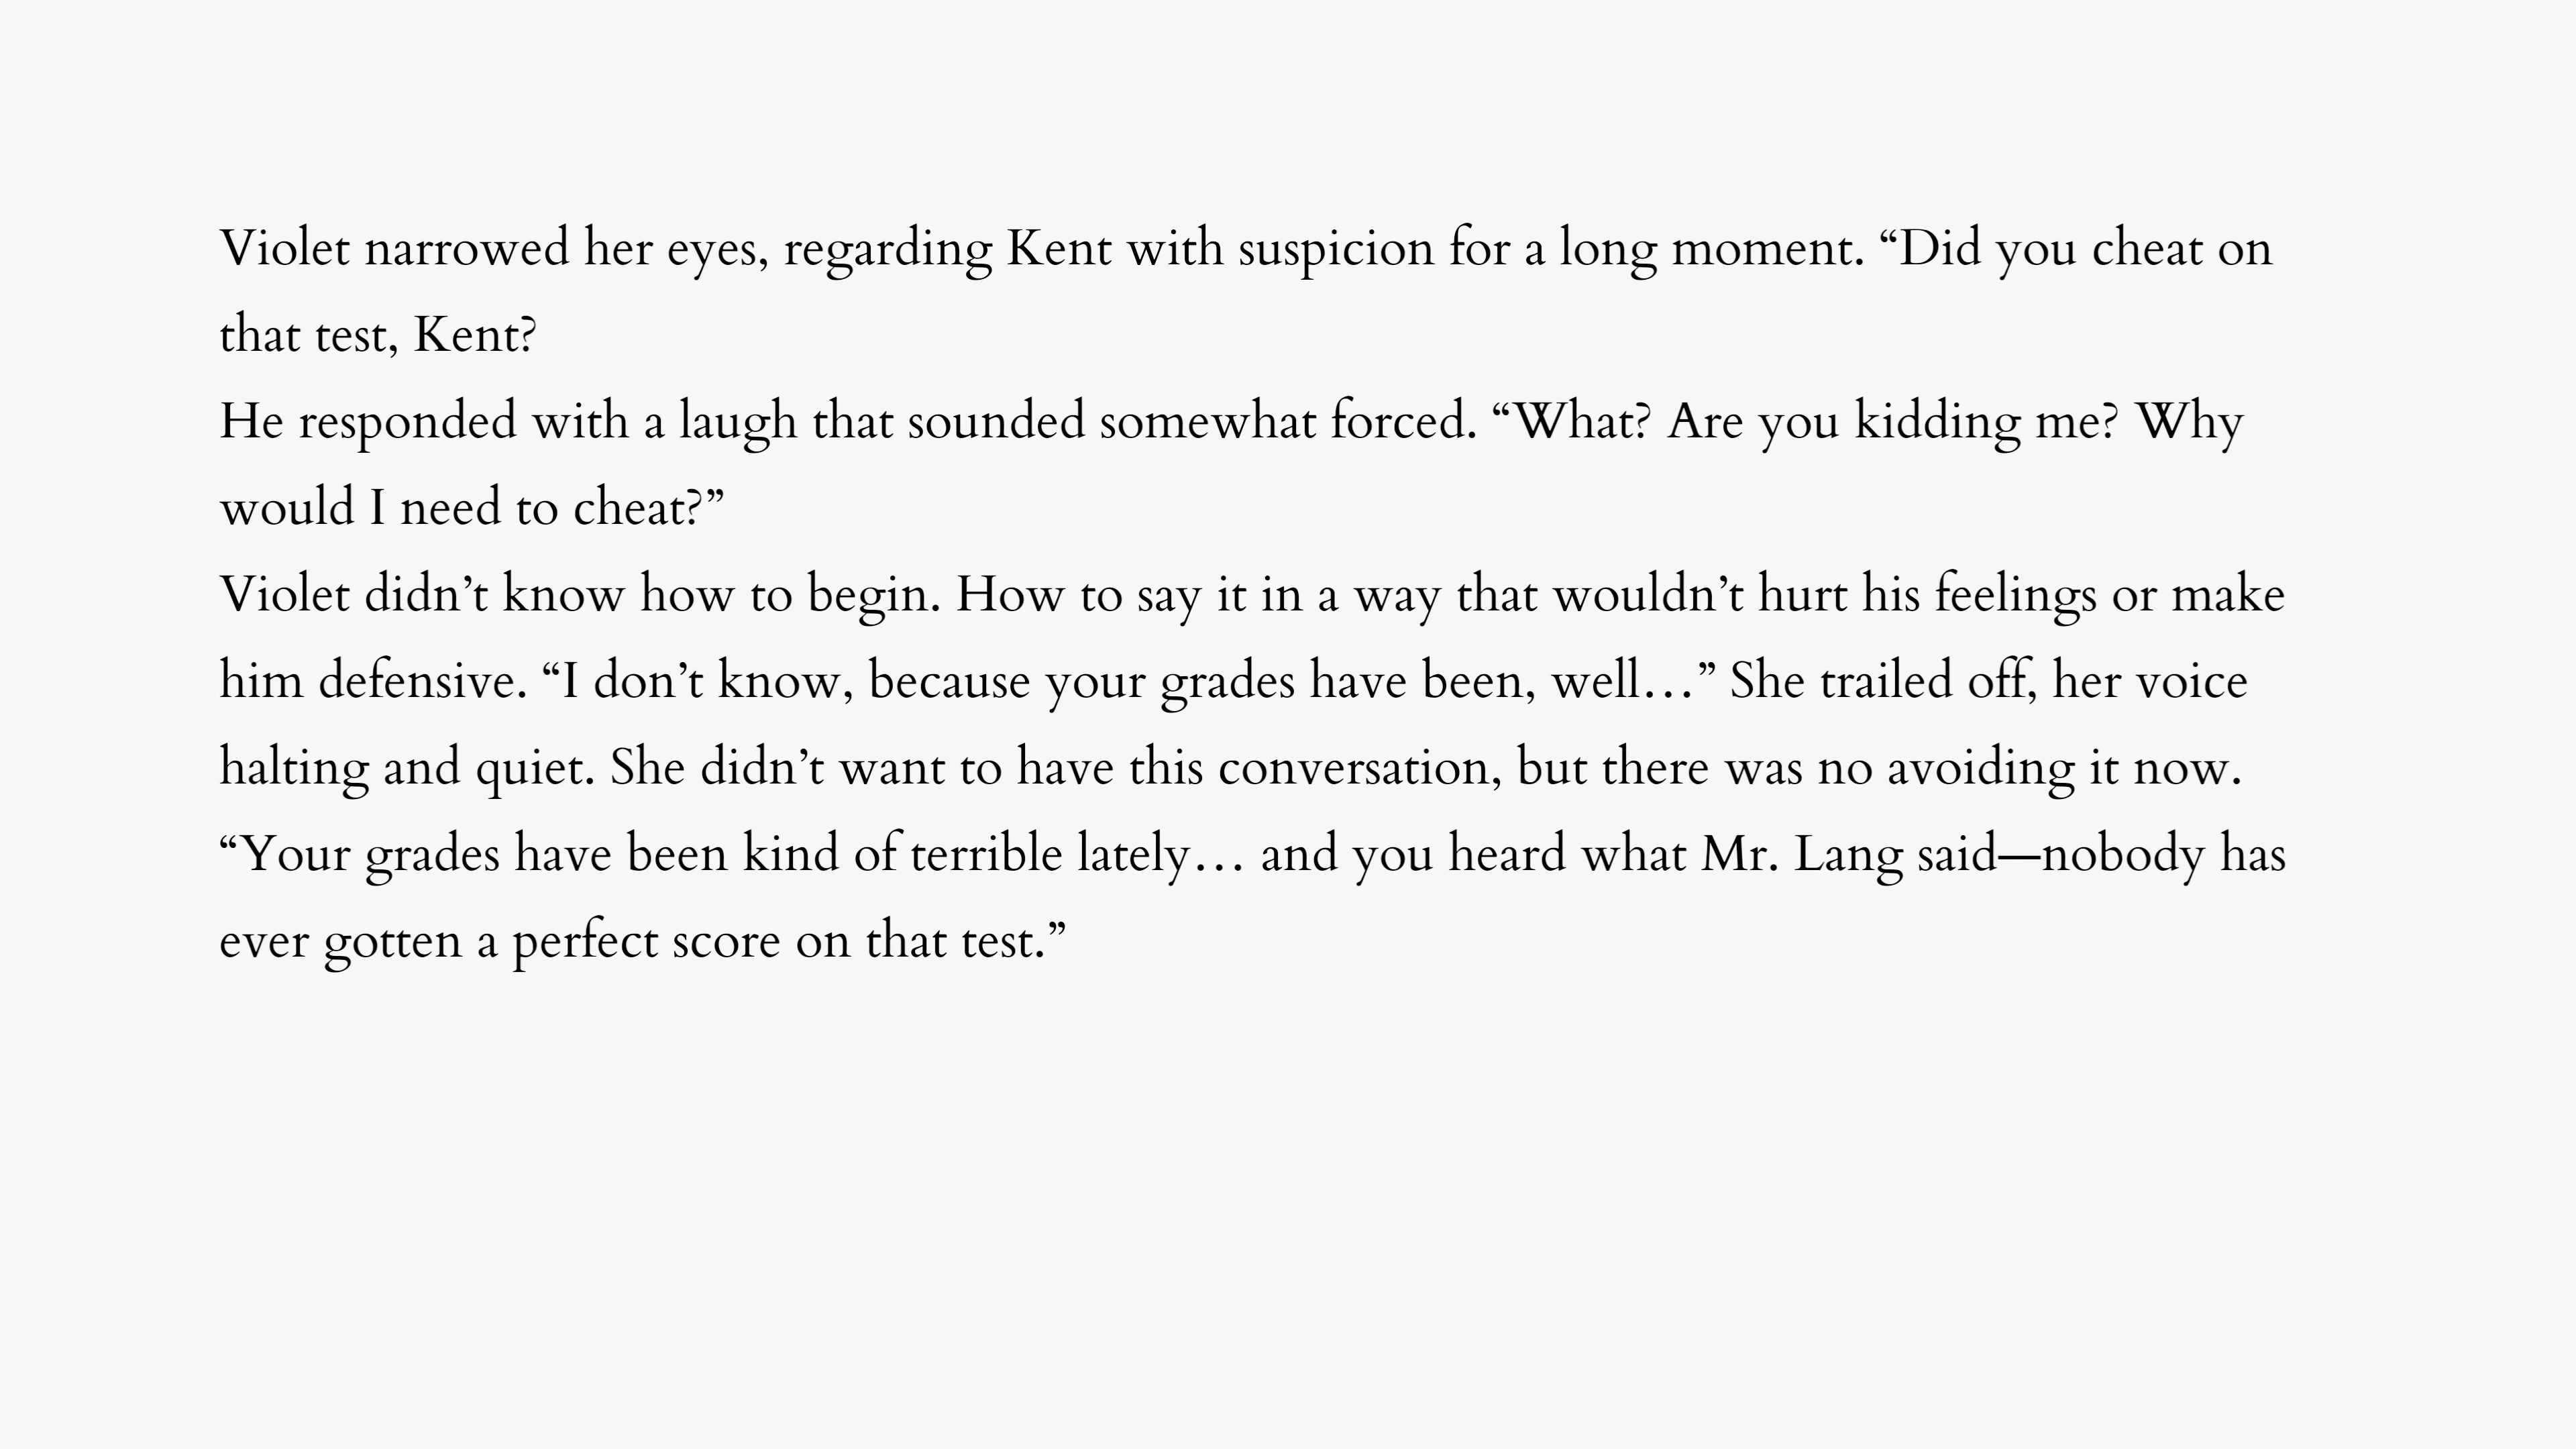 Violet narrowed her eyes, regarding Kent with suspicion for a long moment. “Did you cheat on
that test, Kent?
He responded with a laugh that sounded somewhat forced. “What? Are you kidding me? Why
would I need to cheat?”
Violet didn’t know how to begin. How to say it in a way that wouldn’t hurt his feelings or make
him defensive. “I don’t know, because your grades have been, well…” She trailed off, her voice
halting and quiet. She didn’t want to have this conversation, but there was no avoiding it now.
“Your grades have been kind of terrible lately… and you heard what Mr. Lang said—nobody has
ever gotten a perfect score on that test.”